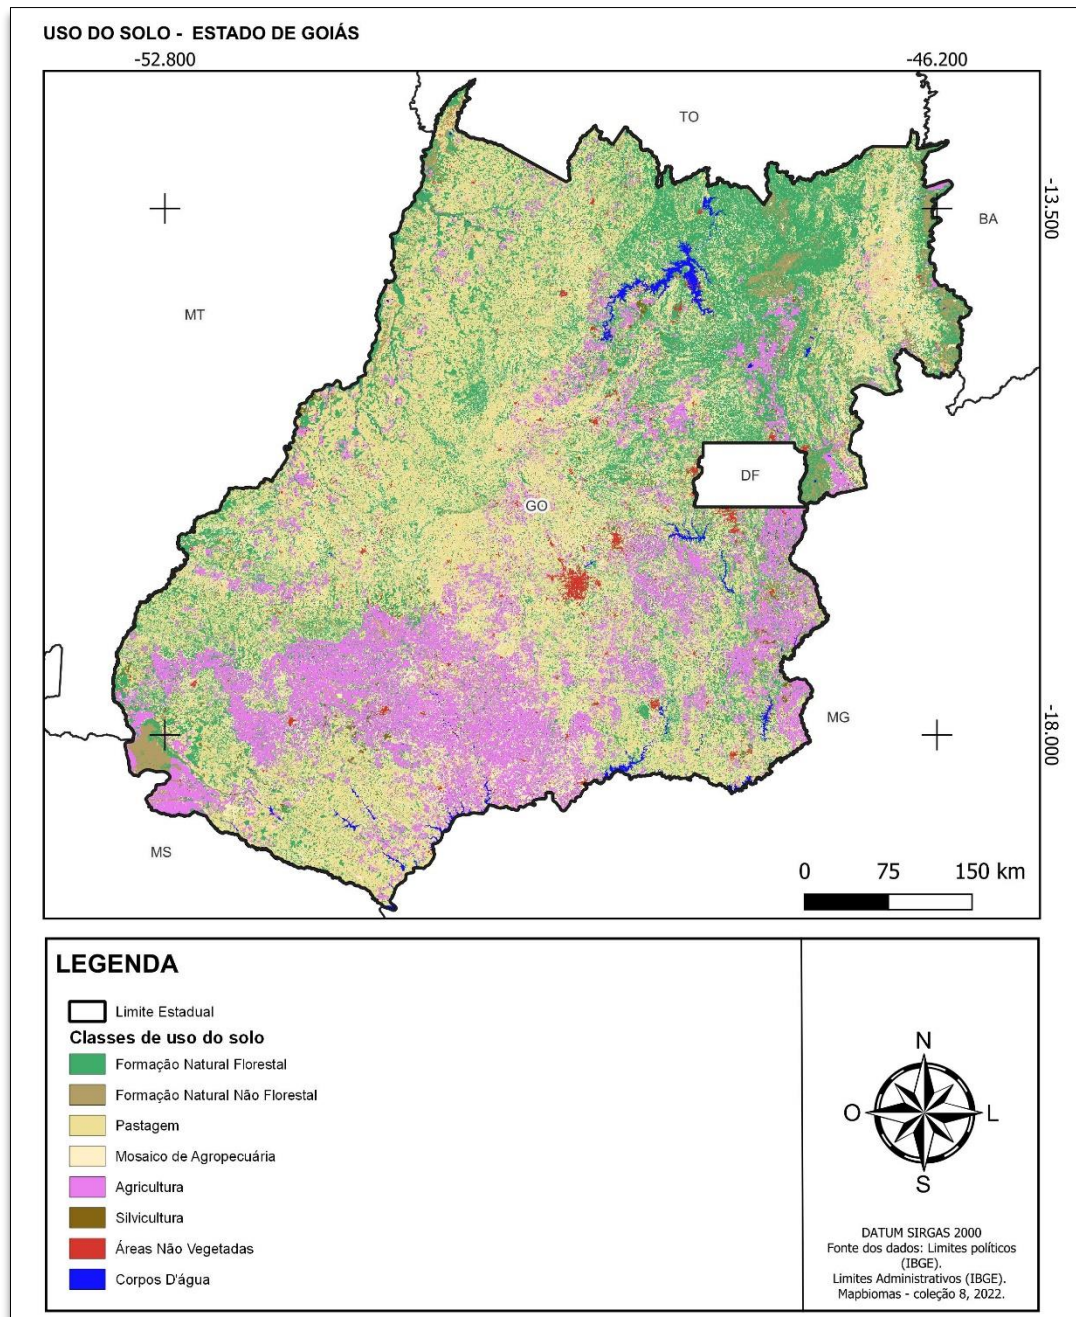 USO DO SOLO - ESTADO DE GOIÁS
-52.800
-46.200
TO
-13.500
BA
MT
DF
GO
-18.000
MG
MS
0 75 150 km
LEGENDA
Limite Estadual
Classes de uso do solo
Formação Natural Florestal
Formação Natural Não Florestal
Pastagem
Mosaico de Agropecuária
Agricultura
Silvicultura
Áreas Não Vegetadas
Corpos D'água
N
O
L
S
DATUM SIRGAS 2000
Fonte dos dados: Limites políticos
(IBGE).
Limites Administrativos (IBGE).
Mapbiomas - coleção 8, 2022.